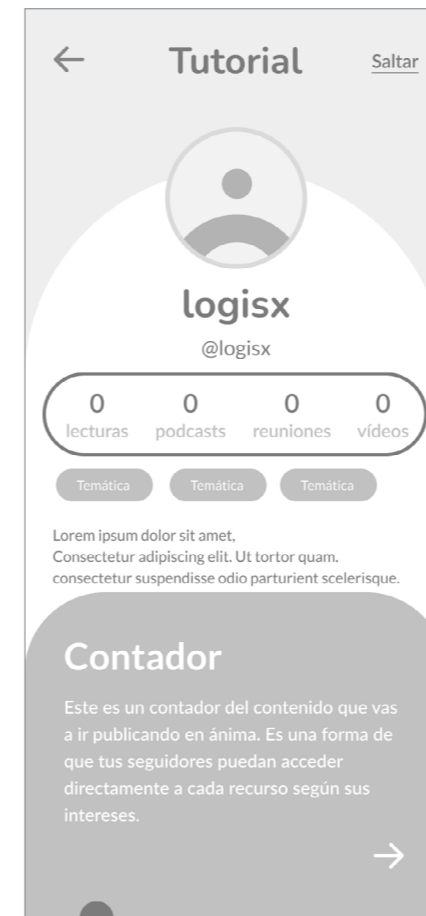 Tutorial
Saltar
logisx
@logisx
0 0 0 0
lecturas podcasts reuniones vídeos
Temática Temática Temática
Lorem ipsum dolor sit amet,
Consectetur adipiscing elit. Ut tortor quam.
consectetur suspendisse odio parturient scelerisque.
Contador
Este es un contador del contenido que vas
a ir publicando en ánima. Es una forma de
que tus seguidores puedan acceder
directamente a cada recurso según sus
intereses.